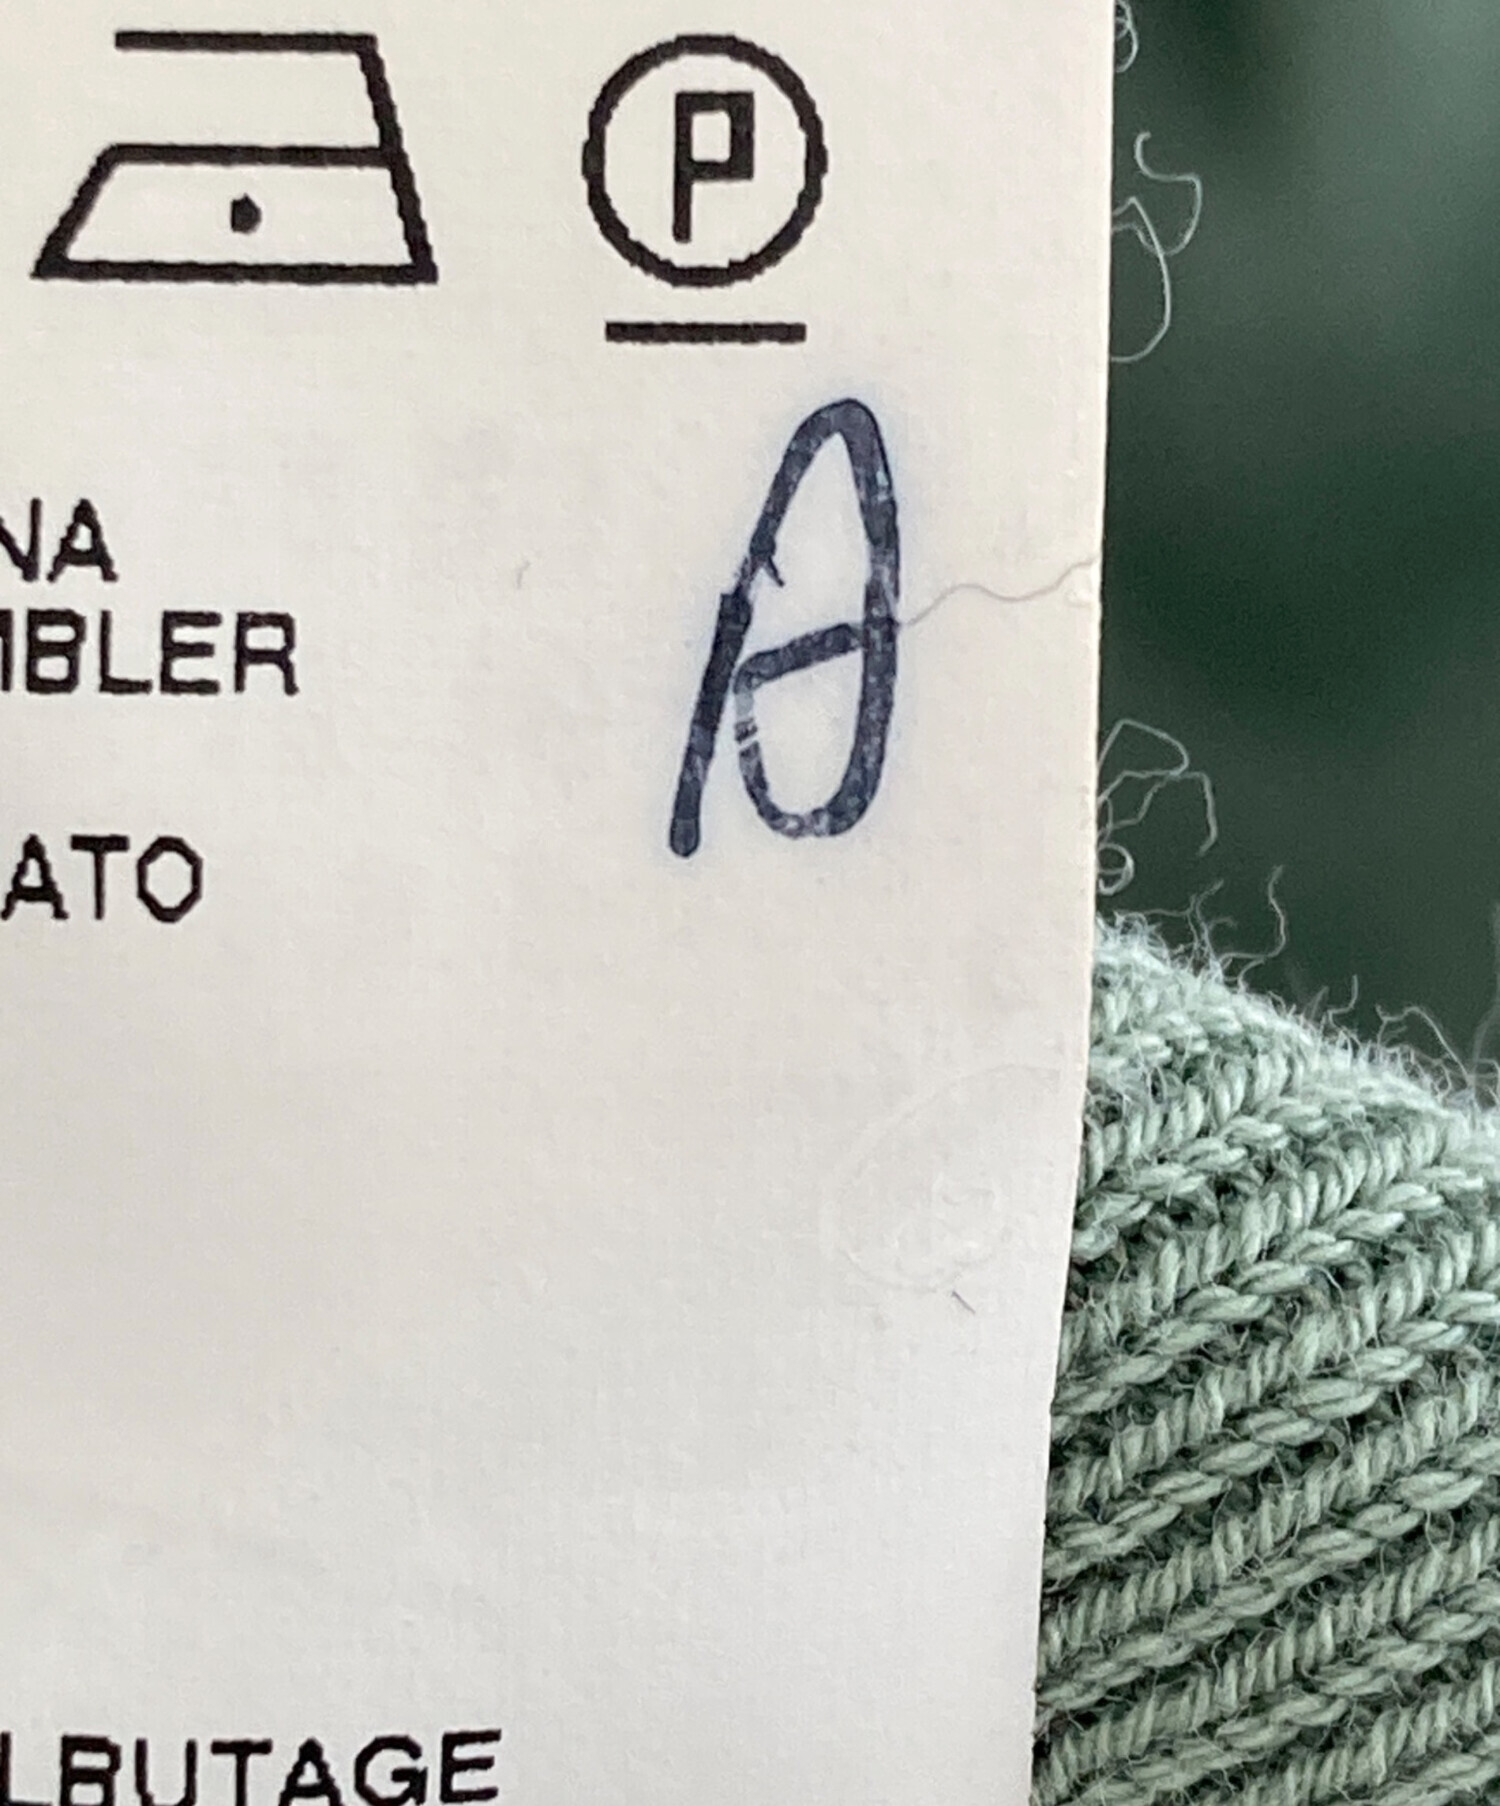 P
A
NA
MBLER
ATO
LBUTAGE